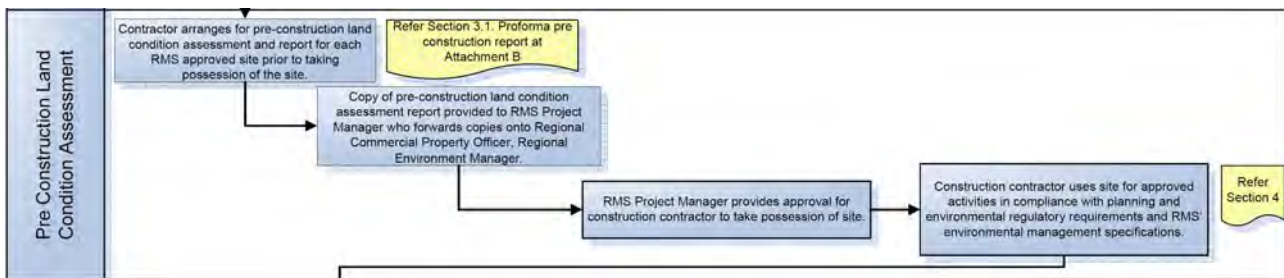 Pre Construction Land
Condition Assessment
Contractor arranges for pre-construction land
condition assessment and report for each
RMS approved site prior to taking
possession of the site.
Refer Section 3.1. Proforma pre
construction report at
Attachment B
Copy of pre-construction land condition
assessment report provided to RMS Project
Manager who forwards copies onto Regional
Commercial Property Officer, Regional
Environment Manager.
RMS Project Manager provides approval for
construction contractor to take possession of site.
Construction contractor uses site for approved
activities in compliance with planning and
environmental regulatory requirements and RMS'
environmental management specifications.
Refer
Section 4